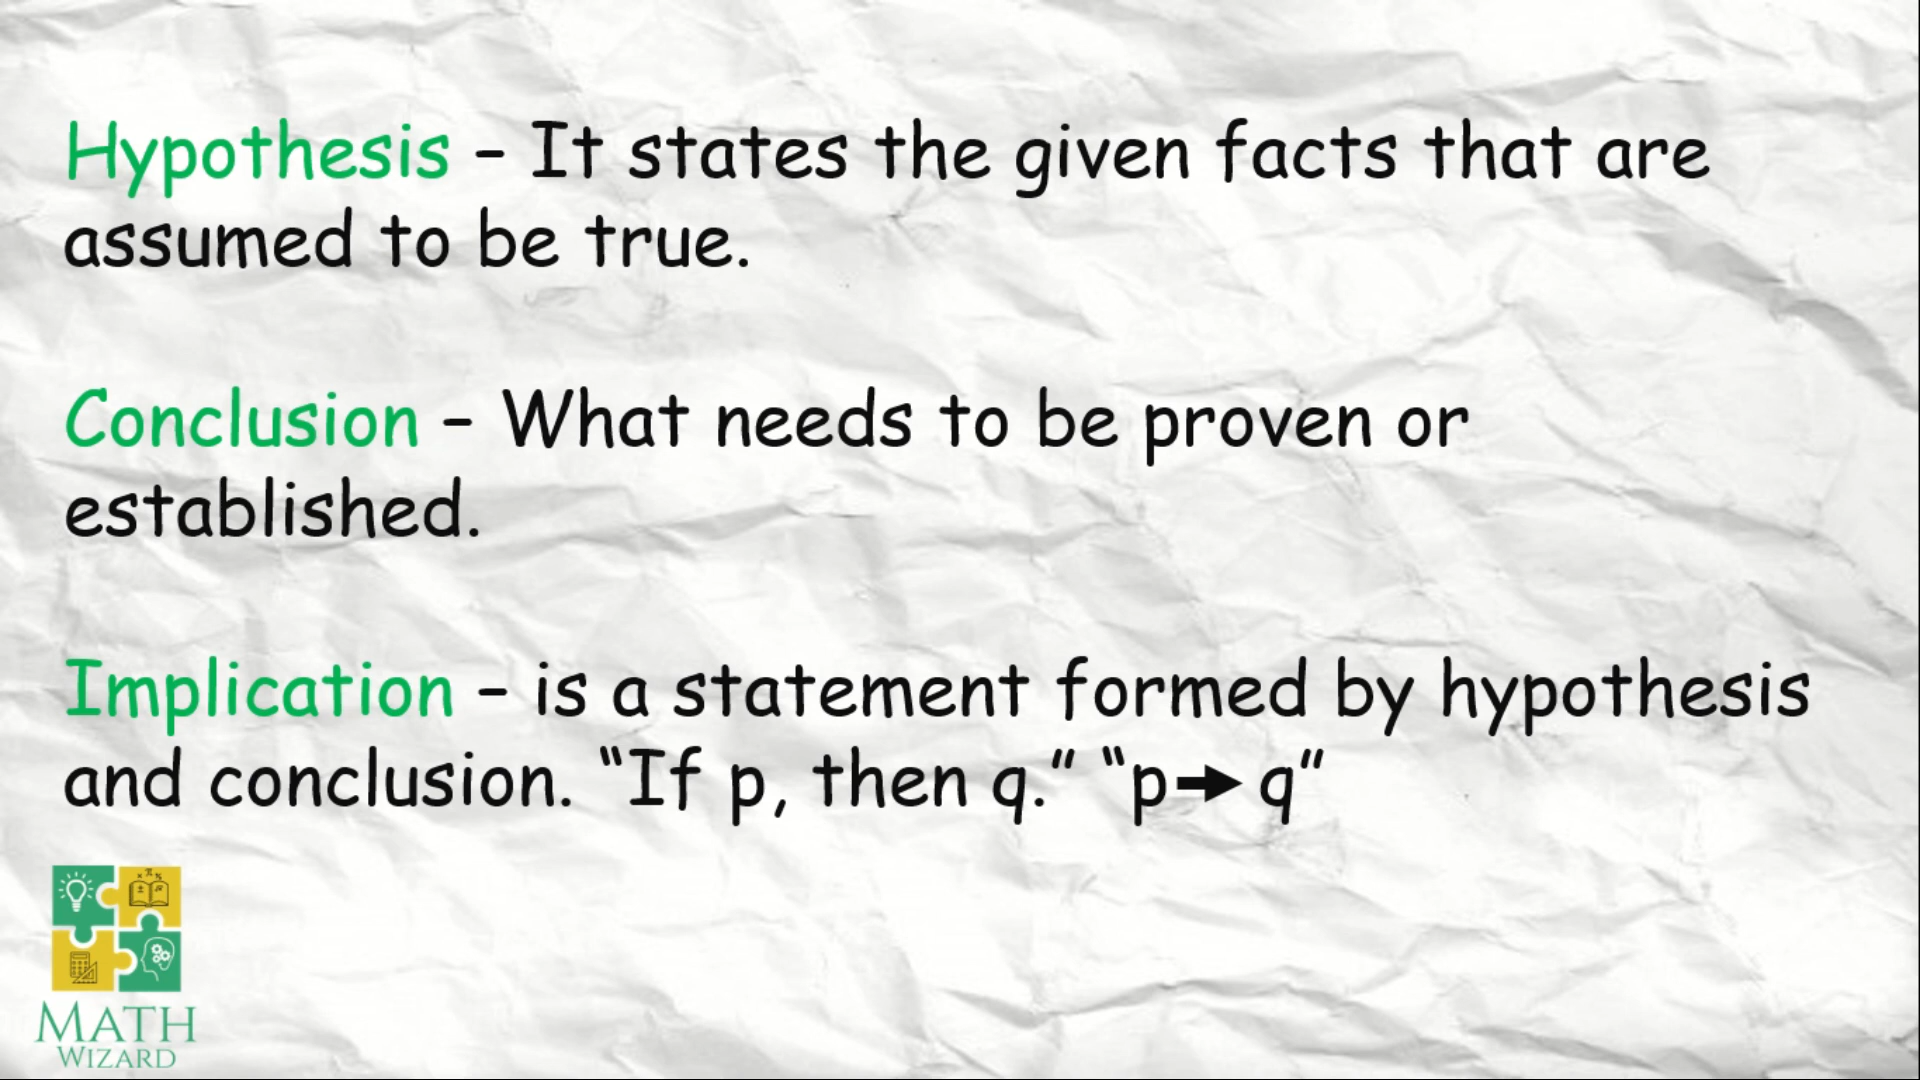 Hypothesis – It states the given facts that are
assumed to be true.
Conclusion – What needs to be proven or
established.
Implication – is a statement formed by hypothesis
and conclusion. “If p, then q.” “p➡q”
MATH
WIZARD